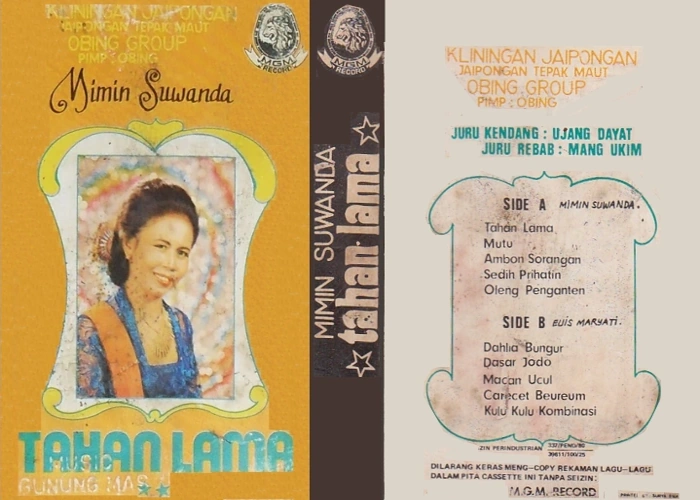 KLININGAN JAIPONGAN
JAIPONGAN TEPAK MAUT
OBING GROUP
PIMP : OBING
MGM
RECORD
Mimin Suwanda
TAHAN LAMA
MUSIC
GUNUNG MAS
MGM
RECORD
MIMIN SUWANDA
tahan lama
KLININGAN JAIPONGAN
JAIPONGAN TEPAK MAUT
OBING GROUP
PIMP : OBING
JURU KENDANG : UJANG DAYAT
JURU REBAB : MANG UKIM
SIDE A MIMIN SUWANDA.
Tahan Lama
Mutu
Ambon Sorangan
Sedih Prihatin
Oleng Penganten
SIDE B EUIS MARYATI.
Dahlia Bungur
Dasar Jodo
Macan Ucul
Carecet Beureum
Kulu Kulu Kombinasi
ZIN PERINDUSTRIAN
DILARANG KERAS MENG-COPY REKAMAN LAGU-LAGU
DALAM PITA CASSETTE INI TANPA SEIZIN:
M.G.M. RECORD